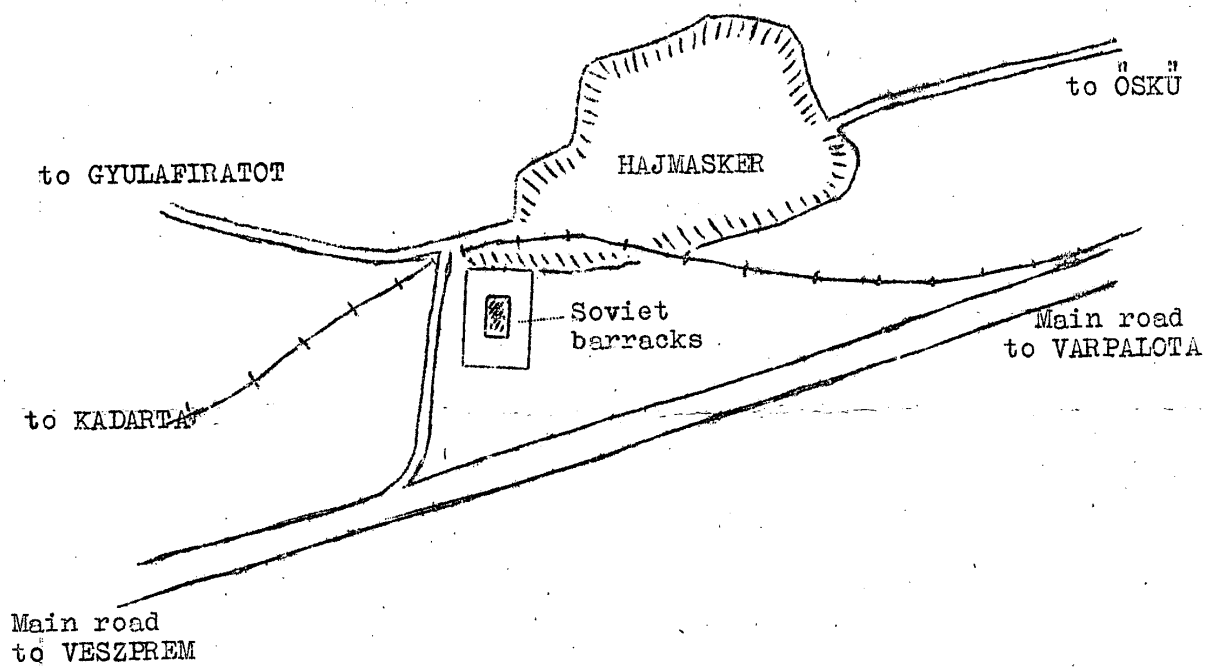 to ÖSKÜ
to GYULAFIRATOT
HAJMASKER
Soviet
barracks
Main road
to VARPALOTA
to KADARTA
Main road
to VESZPREM